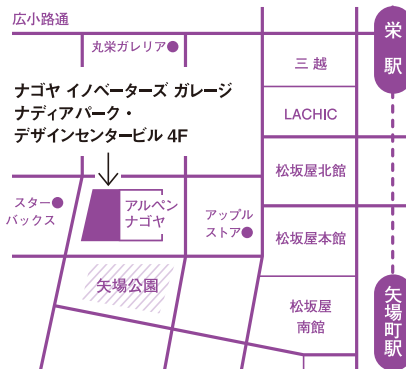 広小路通
丸栄ガレリア
栄駅
三越
ナゴヤ イノベーターズ ガレージ
ナディアパーク・
デザインセンタービル 4F
LACHIC
松坂屋北館
スター
バックス
アルペン
ナゴヤ
アップル
ストア
松坂屋本館
矢場公園
松坂屋
南館
矢場町駅